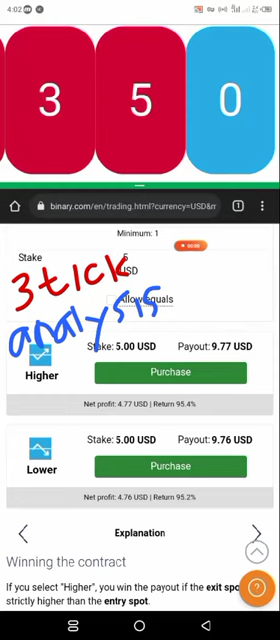 4:02
3 5 0
binary.com/en/trading.html?currency=USD&m
1
Minimum: 1
Stake
5
USD
3 tick
Allow equals
analysis
Stake: 5.00 USD Payout: 9.77 USD
Higher
Purchase
Net profit: 4.77 USD | Return 95.4%
Stake: 5.00 USD Payout: 9.76 USD
Lower
Purchase
Net profit: 4.76 USD | Return 95.2%
Explanation
Winning the contract
If you select "Higher", you win the payout if the exit spo
strictly higher than the entry spot.